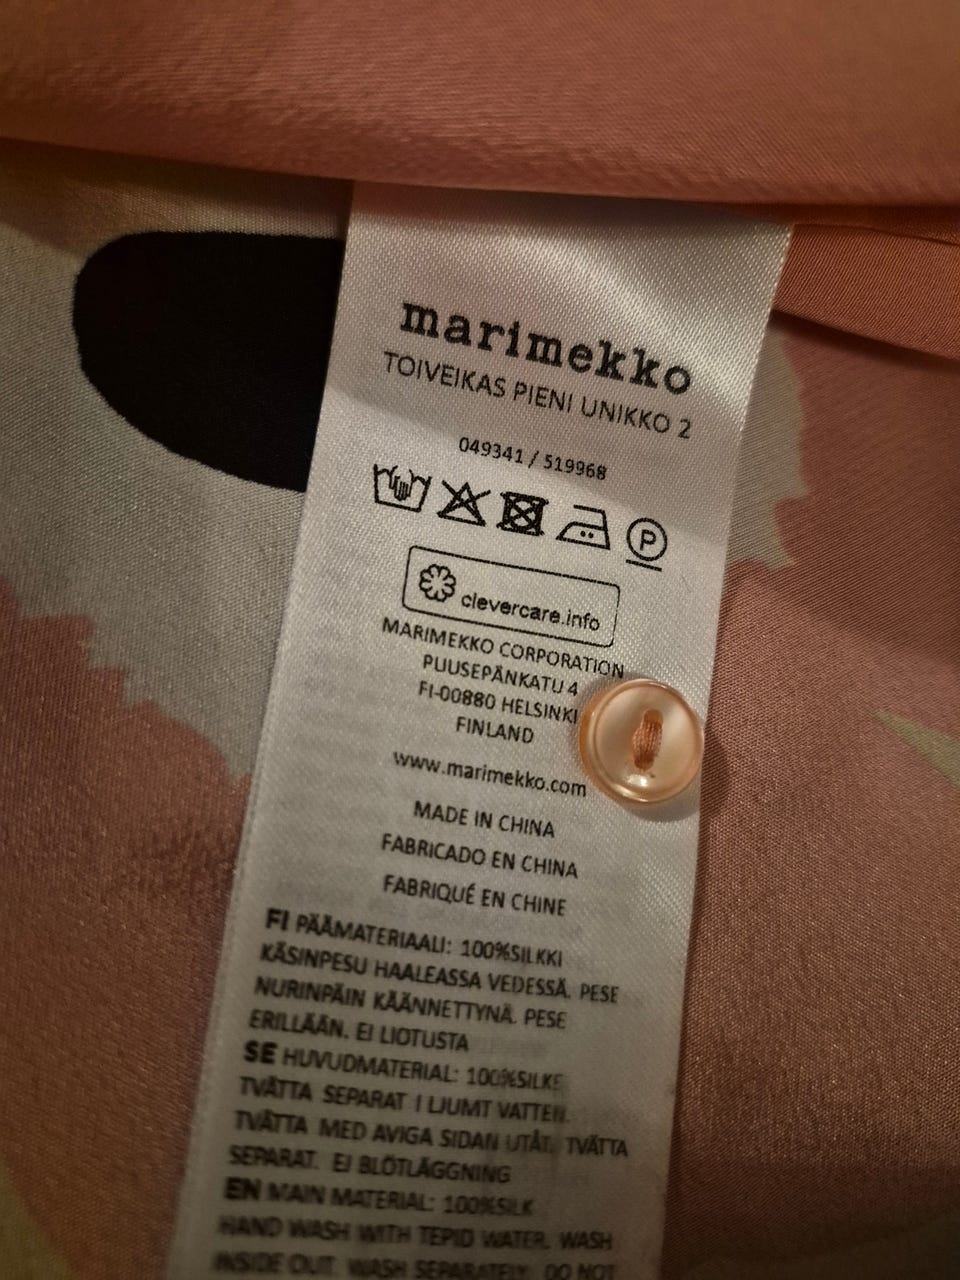 marimekko
TOIVEIKAS PIENI UNIKKO 2
049341 / 519968
P
clevercare.info
MARIMEKKO CORPORATION
PUUSEPÄNKATU 4
FI-00880 HELSINKI
FINLAND
www.marimekko.com
MADE IN CHINA
FABRICADO EN CHINA
FABRIQUÉ EN CHINE
FI PÄÄMATERIAALI: 100%SILKKI
KÄSINPESU HAALEASSA VEDESSÄ. PESE
NURINPÄIN KÄÄNNETTYNÄ. PESE
ERILLÄÄN. EI LIOTUSTA
SE HUVUDMATERIAL: 100%SILKE
TVÄTTA SEPARAT I LJUMT VATTEN.
TVÄTTA MED AVIGA SIDAN UTÅT. TVÄTTA
SEPARAT. EJ BLÖTLÄGGNING
EN MAIN MATERIAL: 100%SILK
HAND WASH WITH TEPID WATER. WASH
INSIDE OUT. WASH SEPARATELY. DO NOT